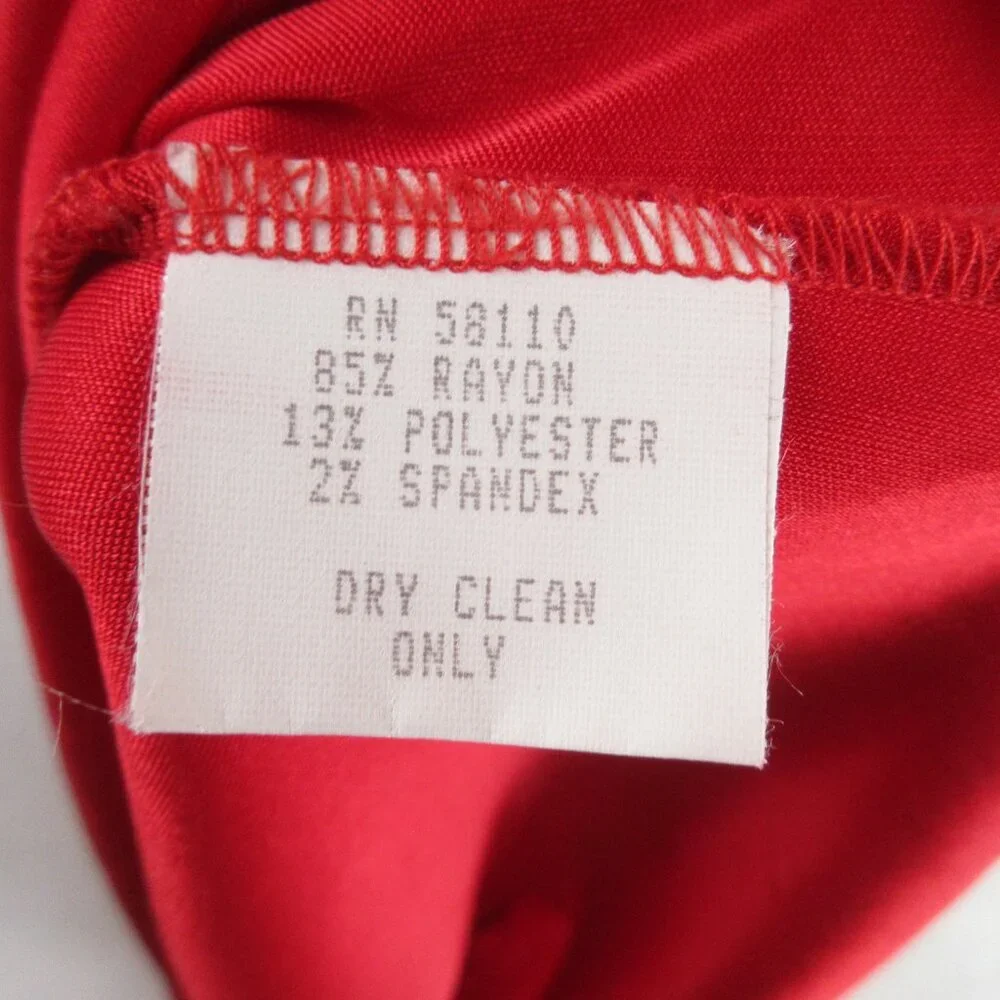 RN 58110
85% RAYON
13% POLYESTER
2% SPANDEX
DRY CLEAN
ONLY